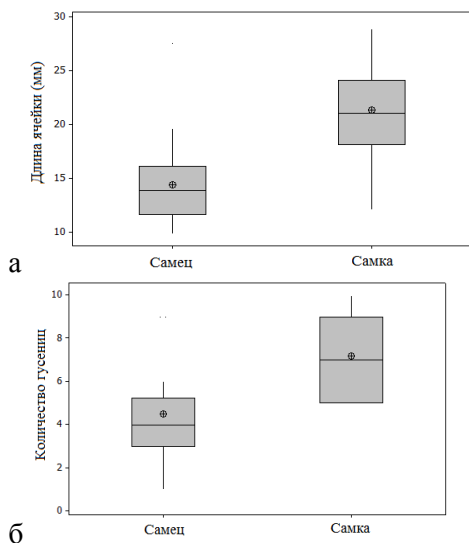 30
25
20
15
10
Длина ячейки (мм)
Самец
Самка
а
10
8
6
4
2
0
Количество гусениц
Самец
Самка
б